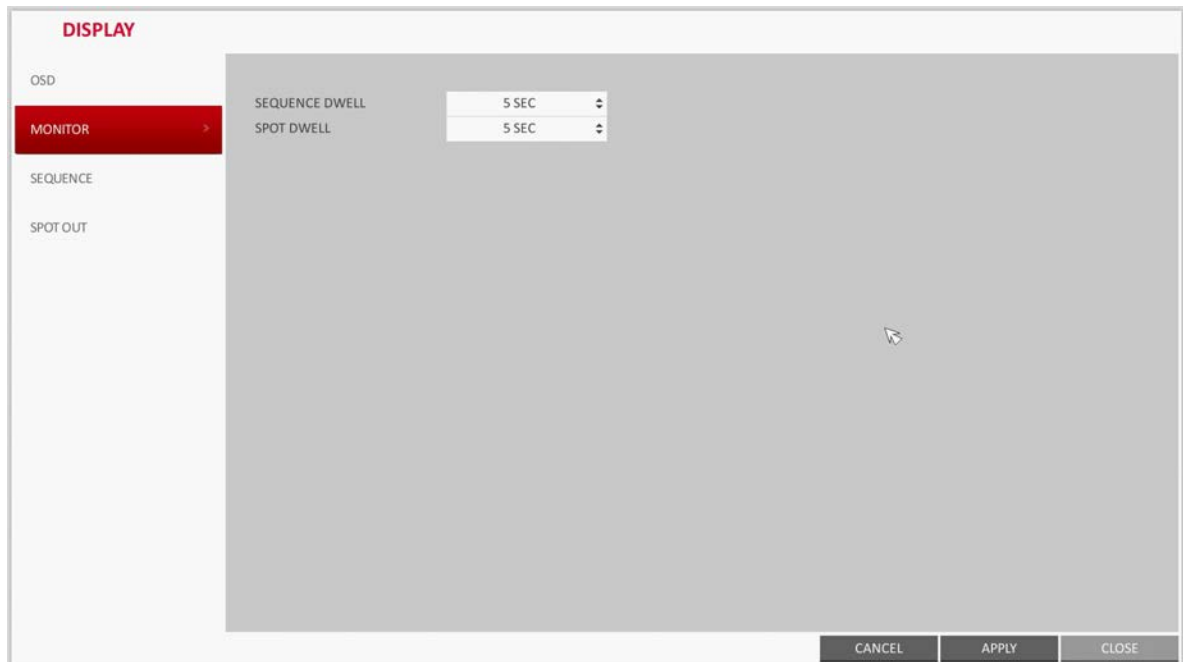 DISPLAY
OSD
MONITOR >
SEQUENCE
SPOT OUT
SEQUENCE DWELL 5 SEC
SPOT DWELL 5 SEC
CANCEL APPLY CLOSE